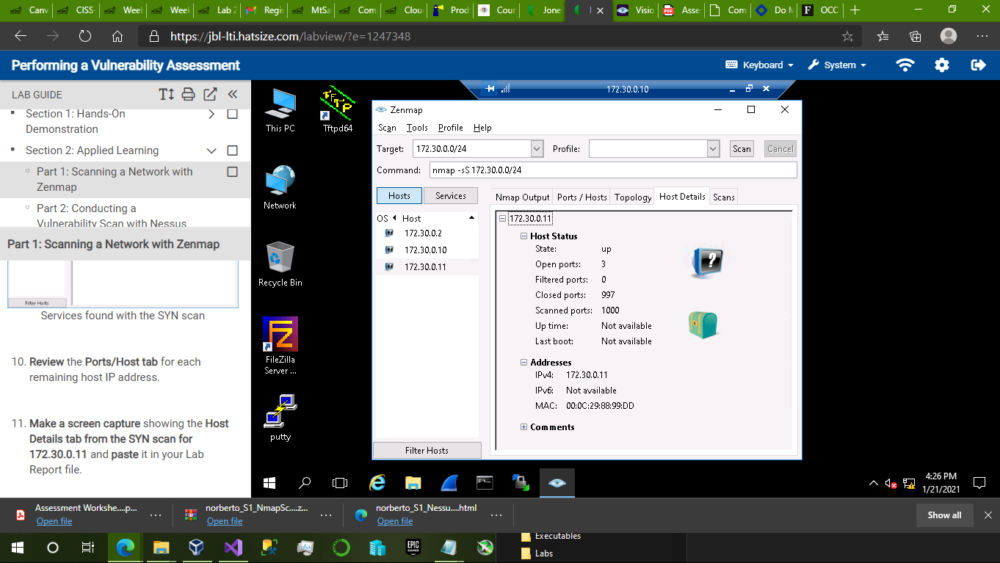 Canv
CISS-
Week
Week
Lab 2
Regis
MtSa
Com
Clou
Prod
Cour
Jone
Visio
Asse
Com
Do M
OCC
https://jbl-lti.hatsize.com/labview/?e=1247348
Performing a Vulnerability Assessment
Keyboard
System
LAB GUIDE
Section 1: Hands-On
Demonstration
Section 2: Applied Learning
Part 1: Scanning a Network with
Zenmap
Part 2: Conducting a
Vulnerability Scan with Nessus
Part 1: Scanning a Network with Zenmap
Filter Hosts
Services found with the SYN scan
10. Review the Ports/Host tab for each
remaining host IP address.
11. Make a screen capture showing the Host
Details tab from the SYN scan for
172.30.0.11 and paste it in your Lab
Report file.
This PC
TFTP
Tftpd64
Network
Recycle Bin
FileZilla
Server ...
putty
172.30.0.10
Zenmap
Scan Tools Profile Help
Target: 172.30.0.0/24 Profile: Scan Cancel
Command: nmap -sS 172.30.0.0/24
Hosts Services
Nmap Output Ports / Hosts Topology Host Details Scans
OS Host
172.30.0.2
172.30.0.10
172.30.0.11
Filter Hosts
172.30.0.11
Host Status
State: up
Open ports: 3
Filtered ports: 0
Closed ports: 997
Scanned ports: 1000
Up time: Not available
Last boot: Not available
Addresses
IPv4: 172.30.0.11
IPv6: Not available
MAC: 00:0C:29:88:99:DD
Comments
4:26 PM
1/21/2021
Assessment Workshe....p...
Open file
norberto_S1_NmapSc....z...
Open file
norberto_S1_Nessu....html
Open file
Show all
EPIC
GAMES
Executables
Labs